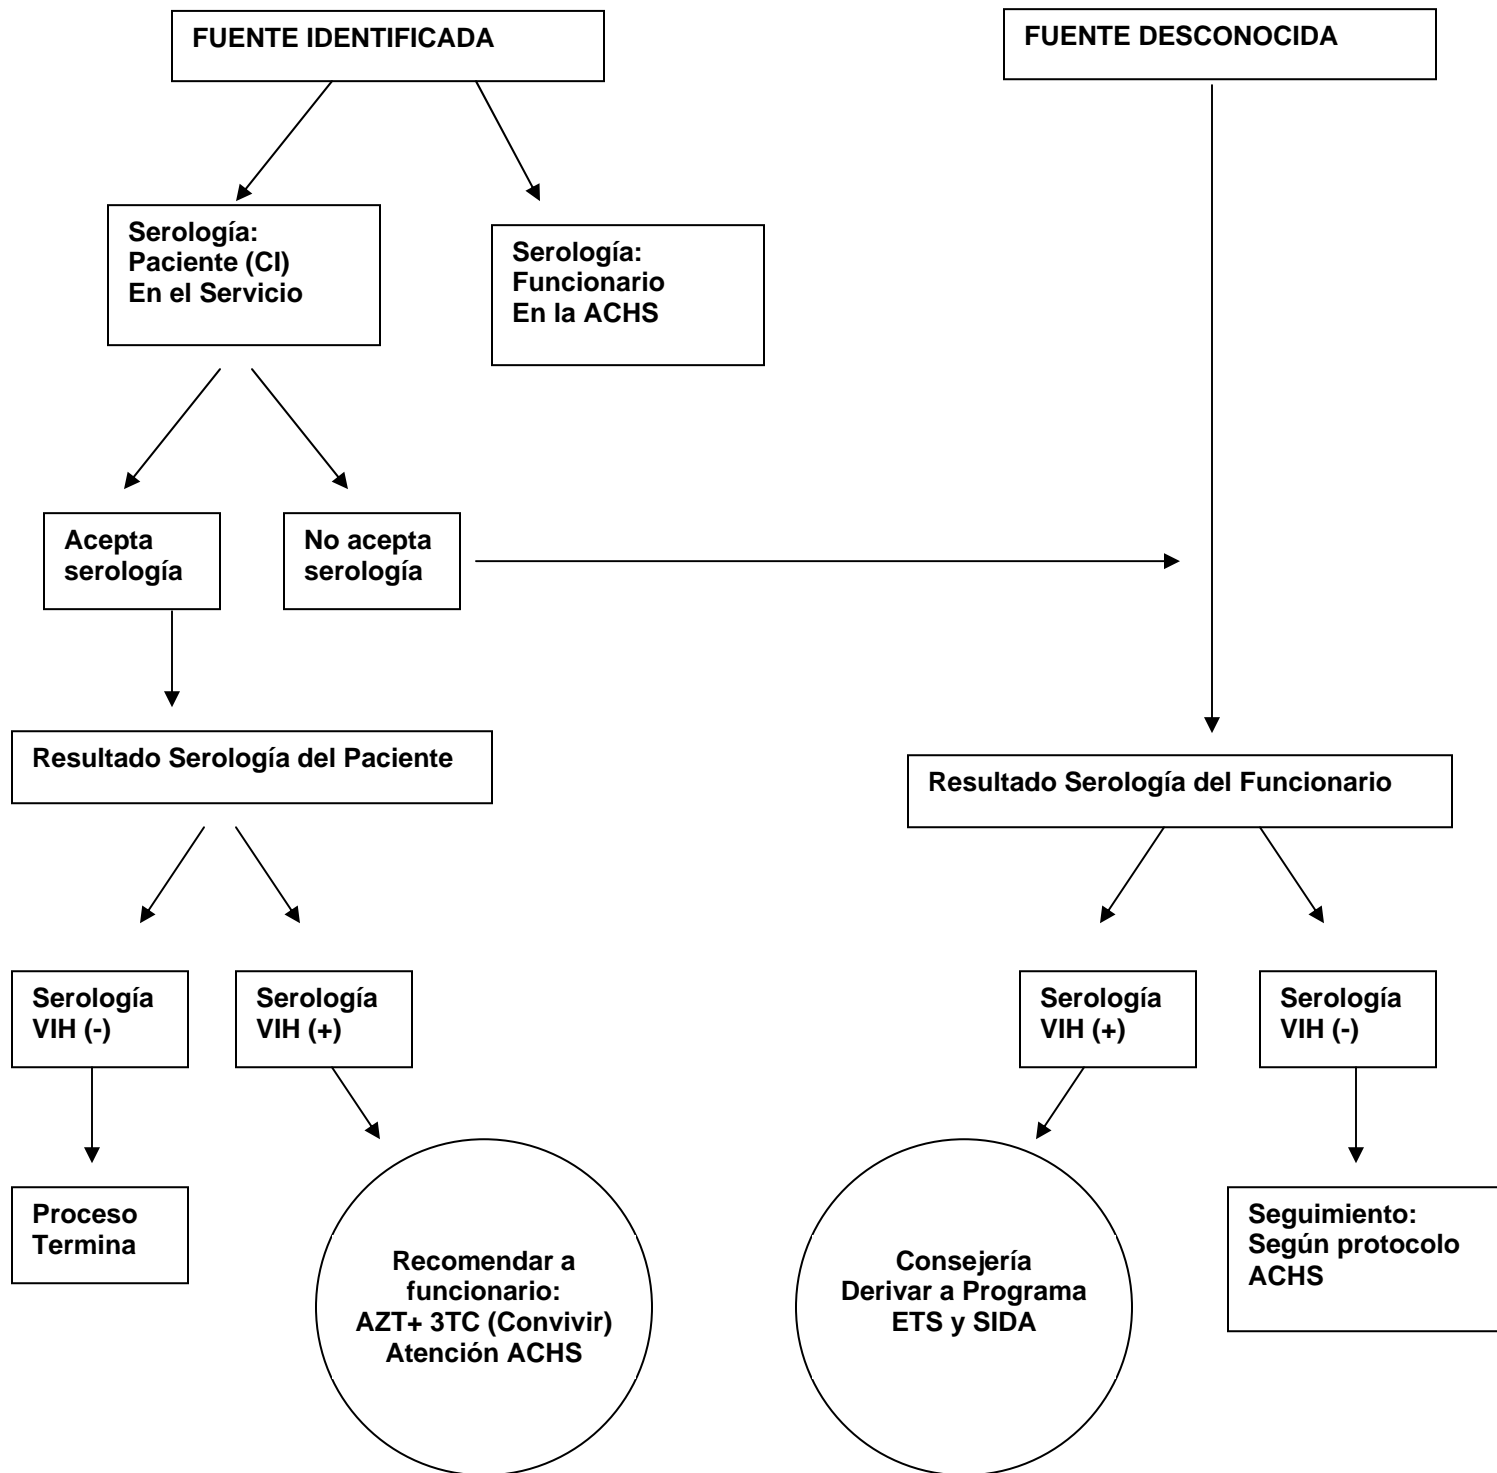 FUENTE IDENTIFICADA
FUENTE DESCONOCIDA
Serología:
Paciente (CI)
En el Servicio
Serología:
Funcionario
En la ACHS
Acepta
serología
No acepta
serología
Resultado Serología del Paciente
Resultado Serología del Funcionario
Serología
VIH (-)
Serología
VIH (+)
Serología
VIH (+)
Serología
VIH (-)
Proceso
Termina
Recomendar a
funcionario:
AZT+ 3TC (Convivir)
Atención ACHS
Consejería
Derivar a Programa
ETS y SIDA
Seguimiento:
Según protocolo
ACHS